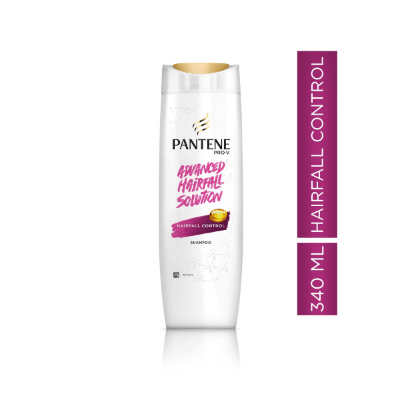 PANTENE
PRO-V
ADVANCED
HAIRFALL
SOLUTION
HAIRFALL CONTROL
SHAMPOO
340 ML
HAIRFALL CONTROL